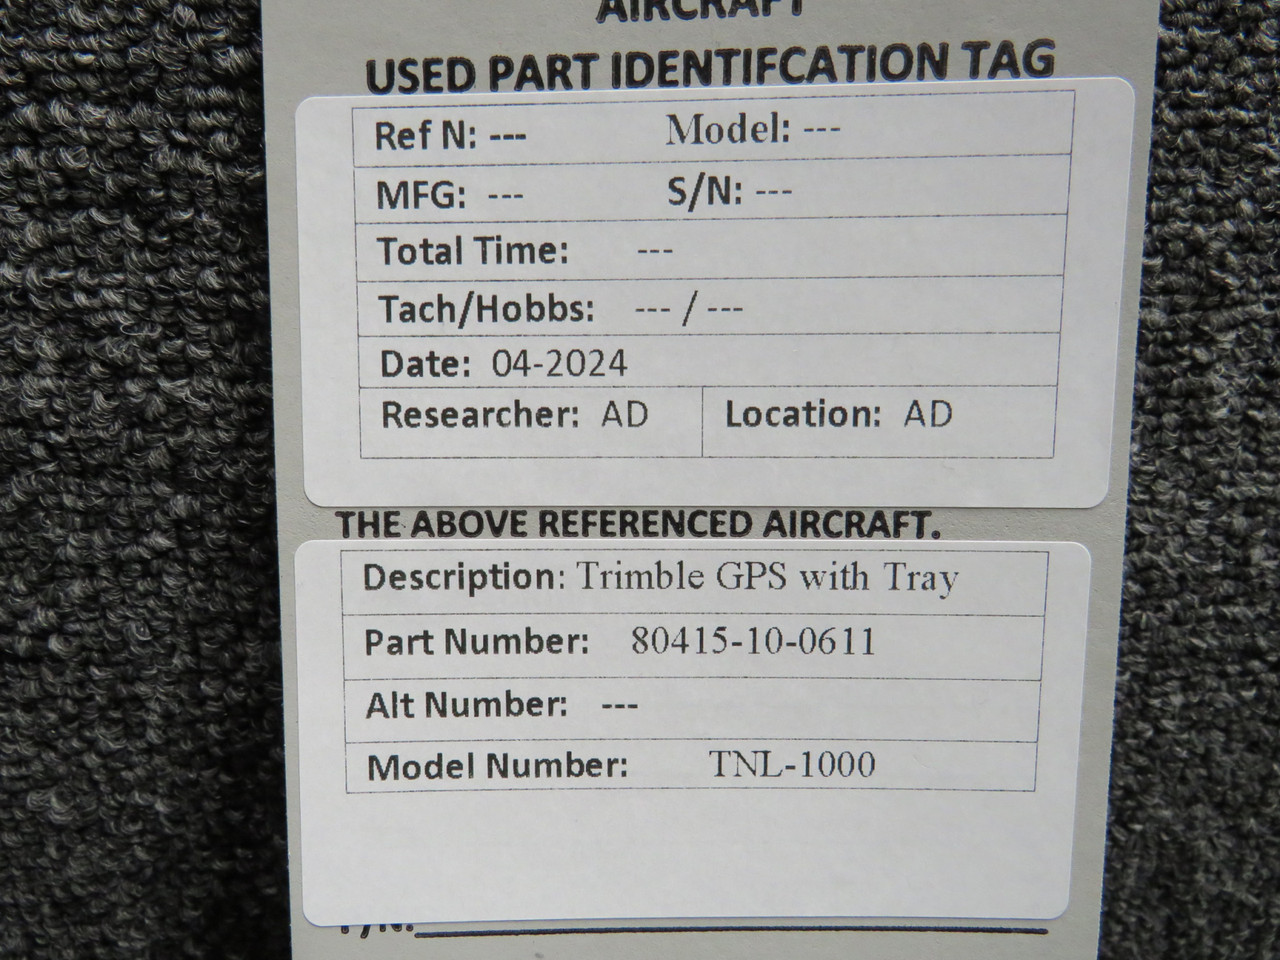 AIRCRAFT
USED PART IDENTIFCATION TAG
Ref N: --- Model: ---
MFG: --- S/N: ---
Total Time: ---
Tach/Hobbs: --- / ---
Date: 04-2024
Researcher: AD Location: AD
THE ABOVE REFERENCED AIRCRAFT.
Description: Trimble GPS with Tray
Part Number: 80415-10-0611
Alt Number: ---
Model Number: TNL-1000